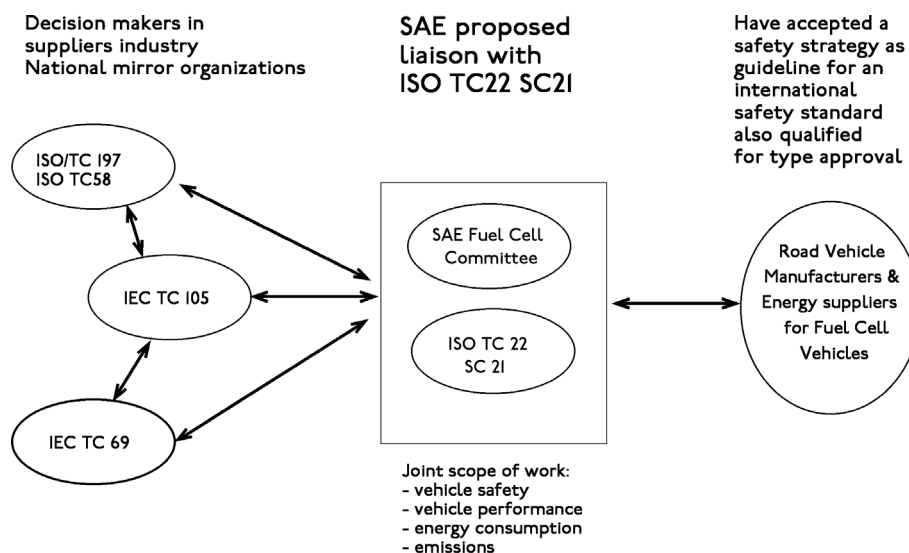 Decision makers in
suppliers industry
National mirror organizations
SAE proposed
liaison with
ISO TC22 SC21
Have accepted a
safety strategy as
guideline for an
international
safety standard
also qualified
for type approval
ISO/TC 197
ISO TC58
IEC TC 105
IEC TC 69
SAE Fuel Cell
Committee
ISO TC 22
SC 21
Road Vehicle
Manufacturers &
Energy suppliers
for Fuel Cell
Vehicles
Joint scope of work:
- vehicle safety
- vehicle performance
- energy consumption
- emissions